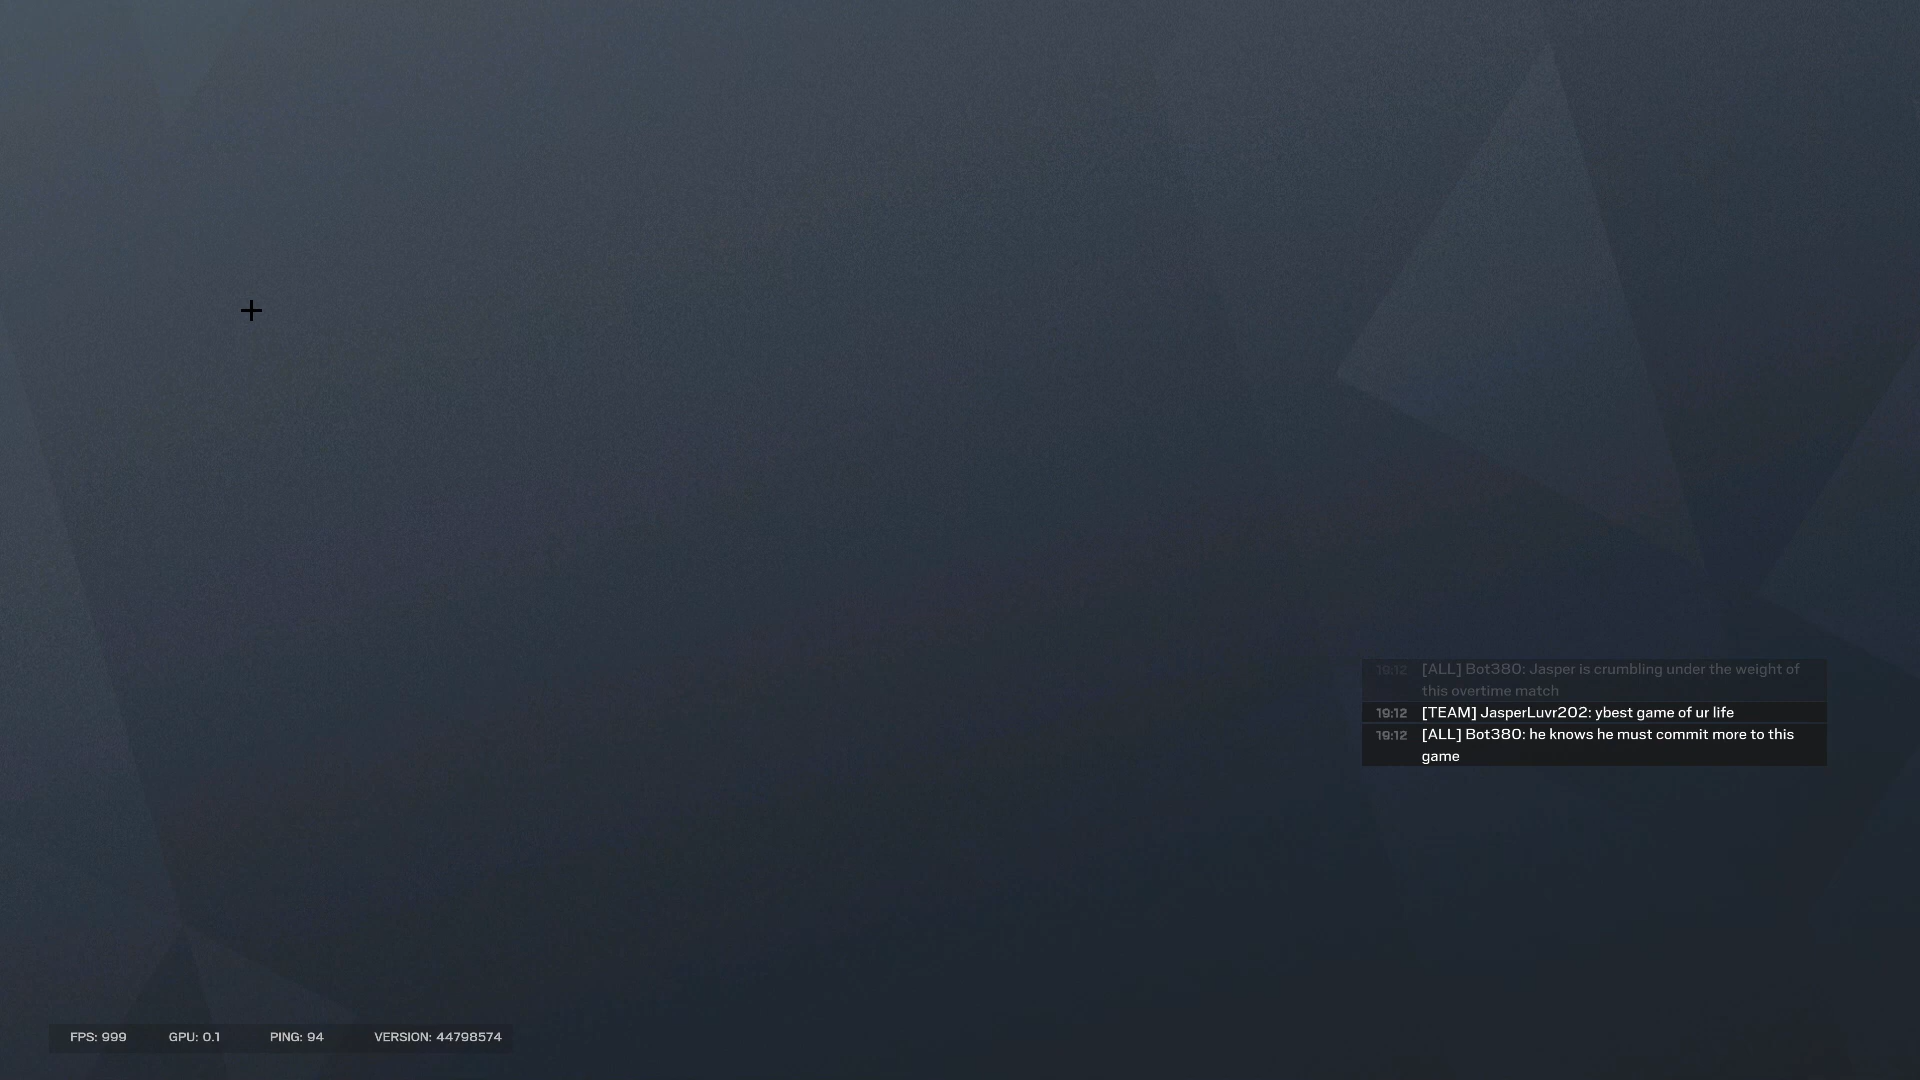 19:12 [ALL] Bot380: Jasper is crumbling under the weight of
this overtime match
19:12 [TEAM] JasperLuvr202: ybest game of ur life
19:12 [ALL] Bot380: he knows he must commit more to this
game
FPS: 999 GPU: 0.1 PING: 94 VERSION: 44798574